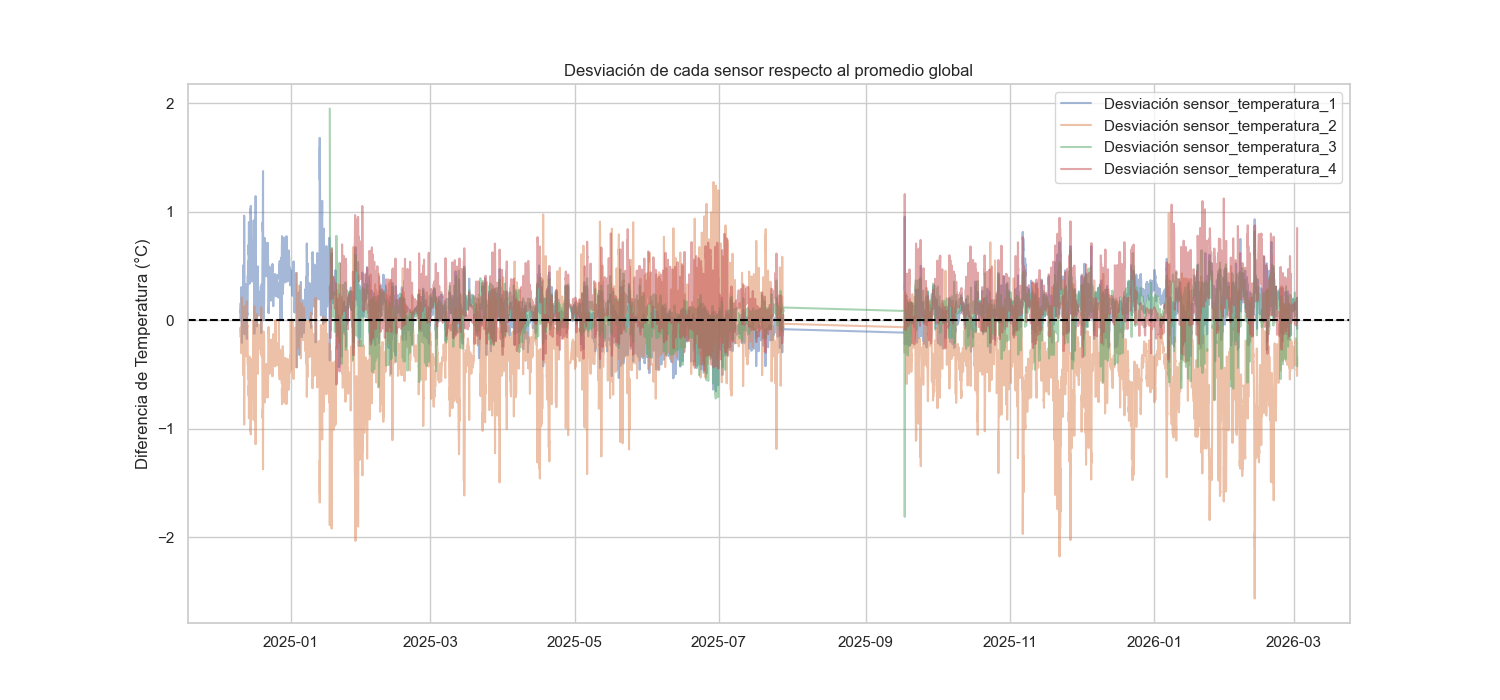 Desviación de cada sensor respecto al promedio global
Desviación sensor_temperatura_1
Desviación sensor_temperatura_2
Desviación sensor_temperatura_3
Desviación sensor_temperatura_4
Diferencia de Temperatura (°C)
2
1
0
−1
−2
2025-01 2025-03 2025-05 2025-07 2025-09 2025-11 2026-01 2026-03